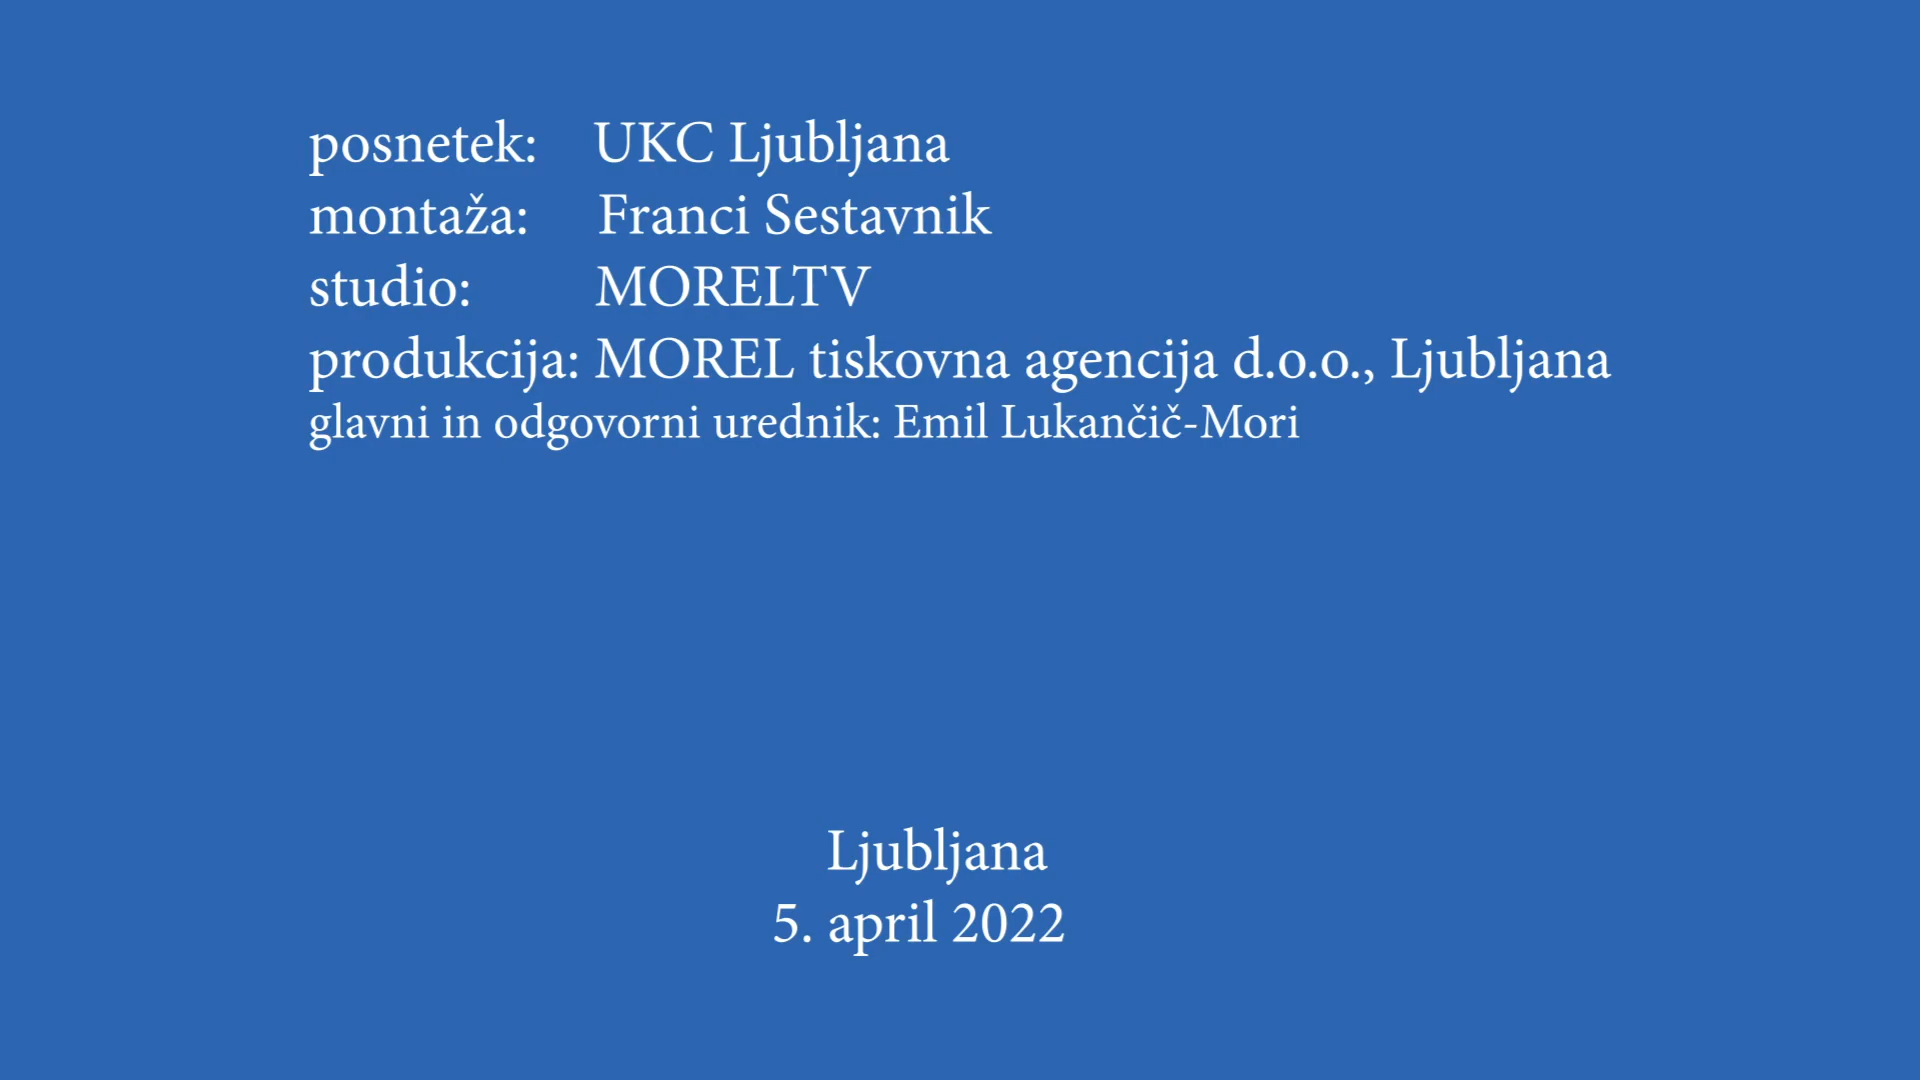 posnetek: UKC Ljubljana
montaža: Franci Sestavnik
studio: MORELTV
produkcija: MOREL tiskovna agencija d.o.o., Ljubljana
glavni in odgovorni urednik: Emil Lukančič-Mori
Ljubljana
5. april 2022